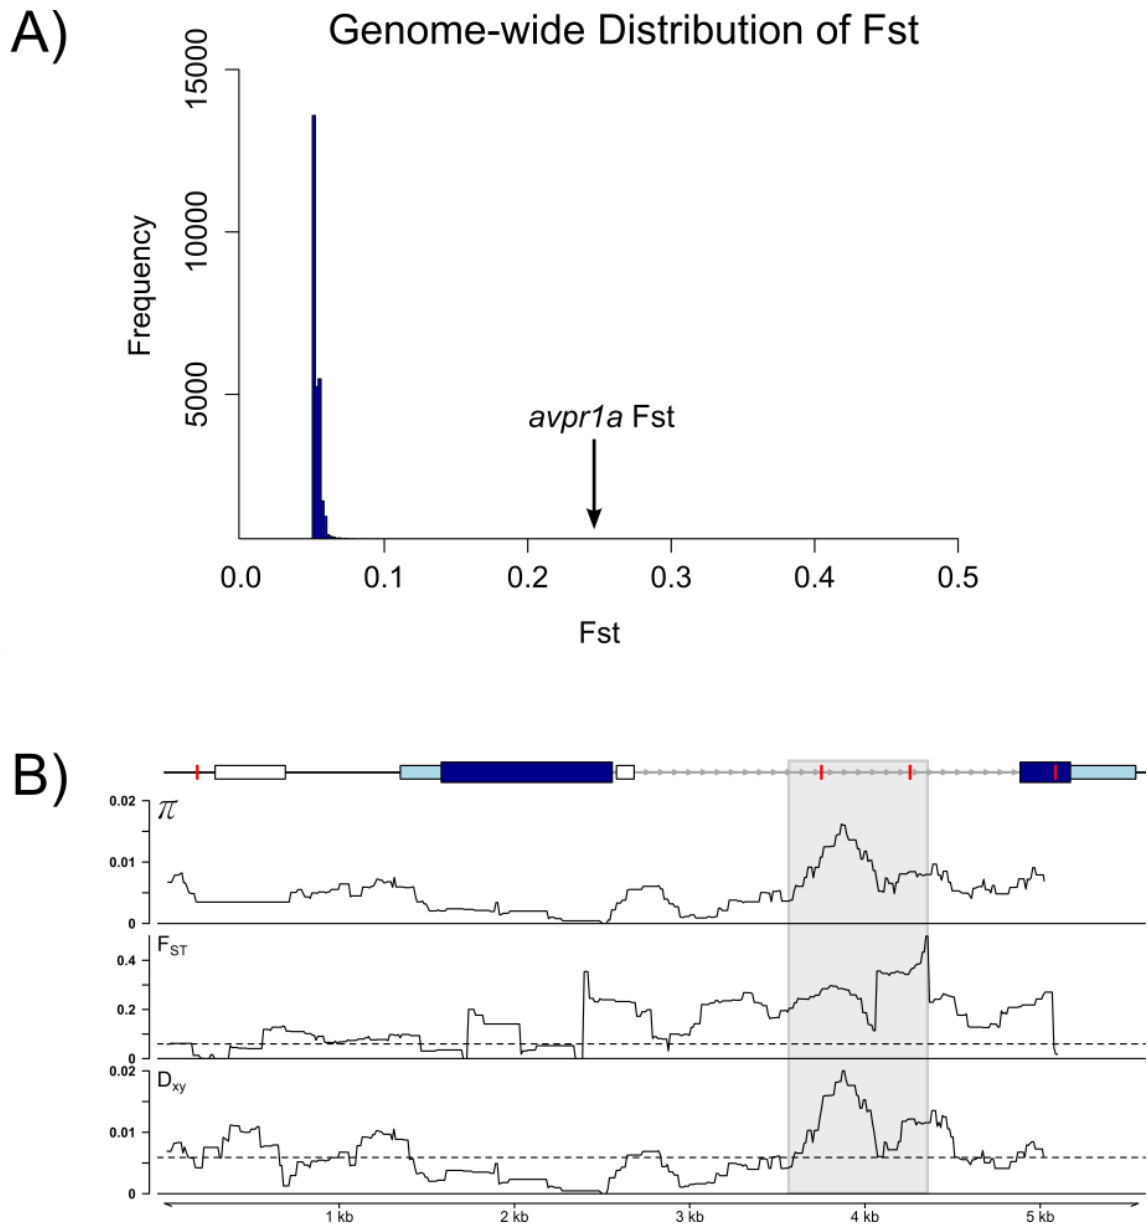 A)
Genome-wide Distribution of Fst
15000
10000
5000
Frequency
avpr1a Fst
0.0 0.1 0.2 0.3 0.4 0.5
Fst
B)
π
0.02
0.01
0
FST
0.4
0.2
0
Dxy
0.02
0.01
0
1 kb 2 kb 3 kb 4 kb 5 kb